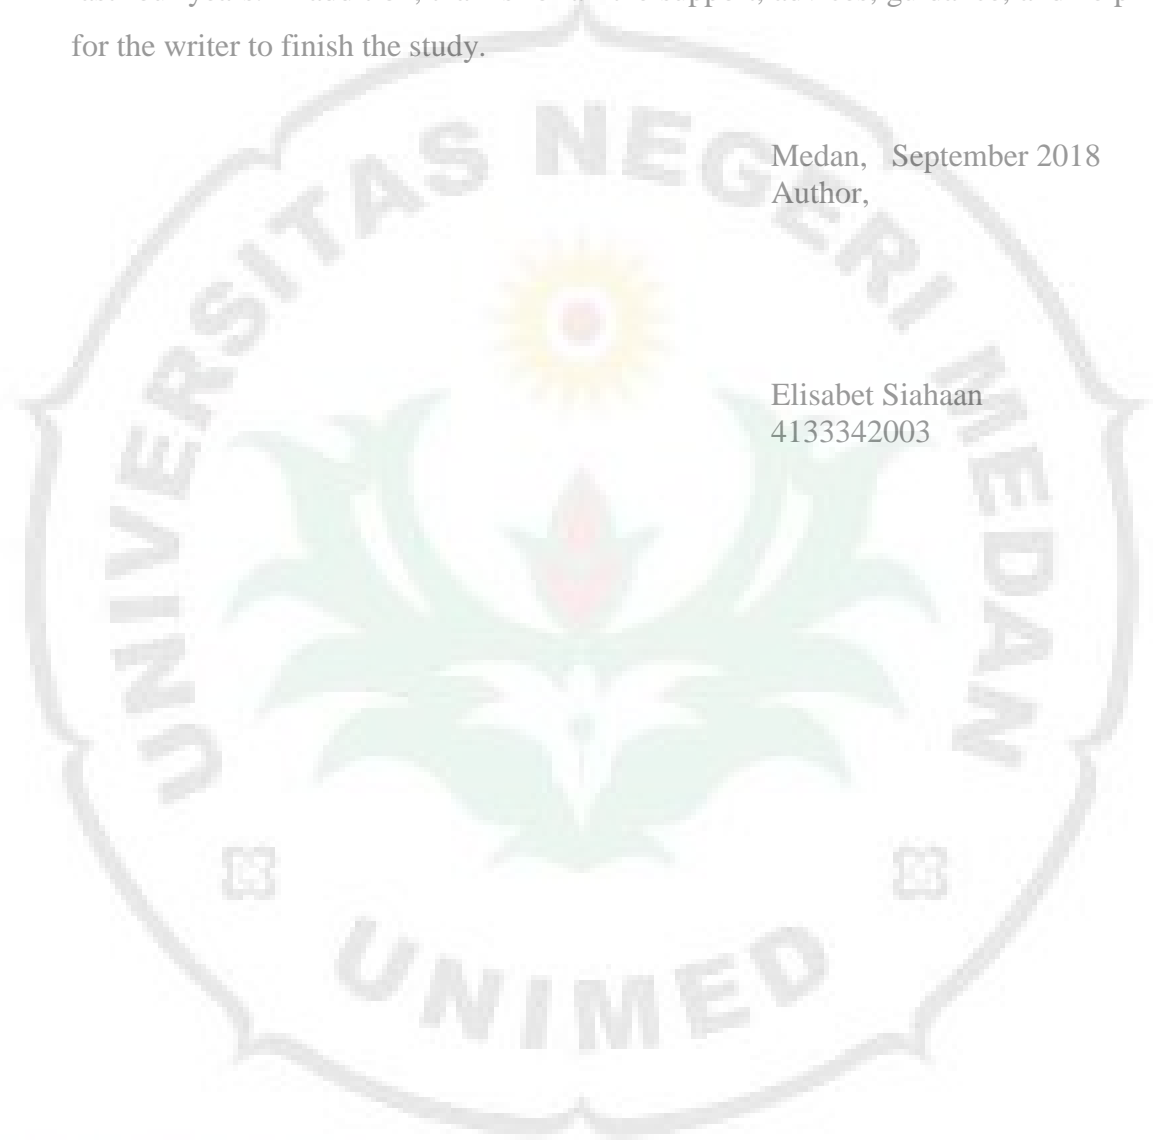 for the writer to finish the study.
Medan, September 2018
Author,
Elisabet Siahaan
4133342003
UNIVERSITAS NEGERI MEDAN
UNIMED